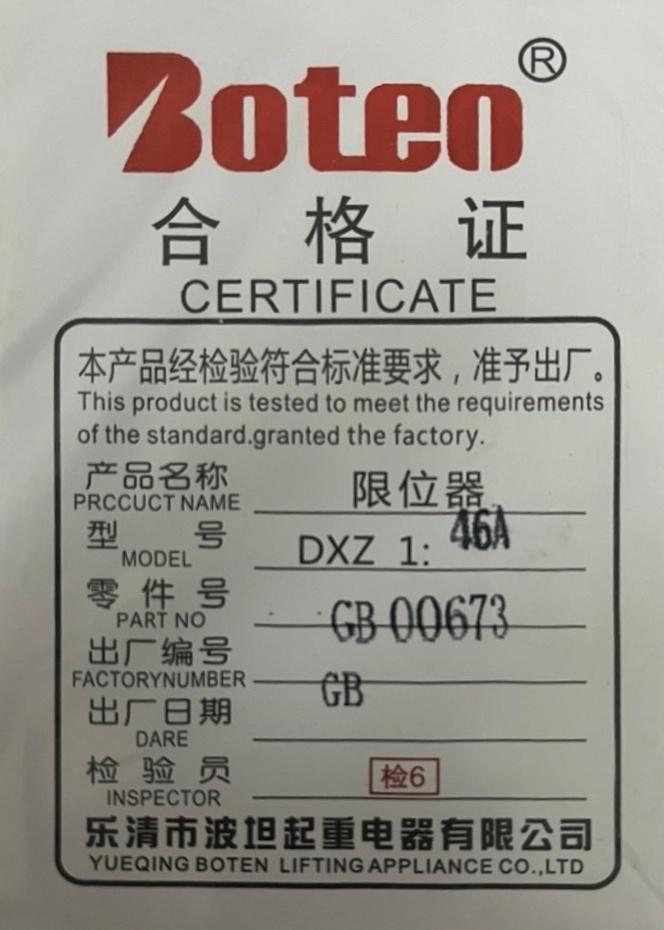 Boten®
合格证
CERTIFICATE
本产品经检验符合标准要求，准予出厂。
This product is tested to meet the requirements
of the standard.granted the factory.
产品名称 限位器
PRCCUCT NAME
型号 DXZ 1: 46A
MODEL
零件号 GB 00673
PART NO
出厂编号 GB
FACTORYNUMBER
出厂日期
DARE
检验员 检6
INSPECTOR
乐清市波坦起重电器有限公司
YUEQING BOTEN LIFTING APPLIANCE CO.,LTD